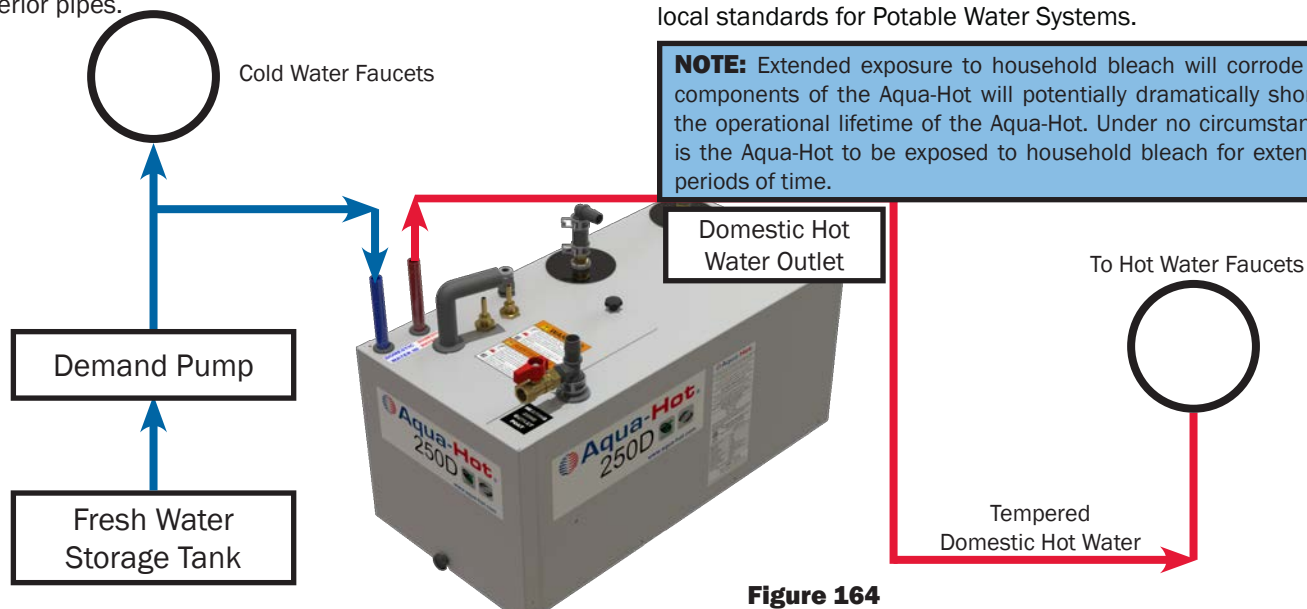 erior pipes.
local standards for Potable Water Systems.
NOTE: Extended exposure to household bleach will corrode
components of the Aqua-Hot will potentially dramatically sho
the operational lifetime of the Aqua-Hot. Under no circumstan
is the Aqua-Hot to be exposed to household bleach for exten
periods of time.
Cold Water Faucets
Domestic Hot
Water Outlet
To Hot Water Faucets
Demand Pump
Aqua-Hot
250D
Aqua-Hot
250D
Fresh Water
Storage Tank
Tempered
Domestic Hot Water
Figure 164